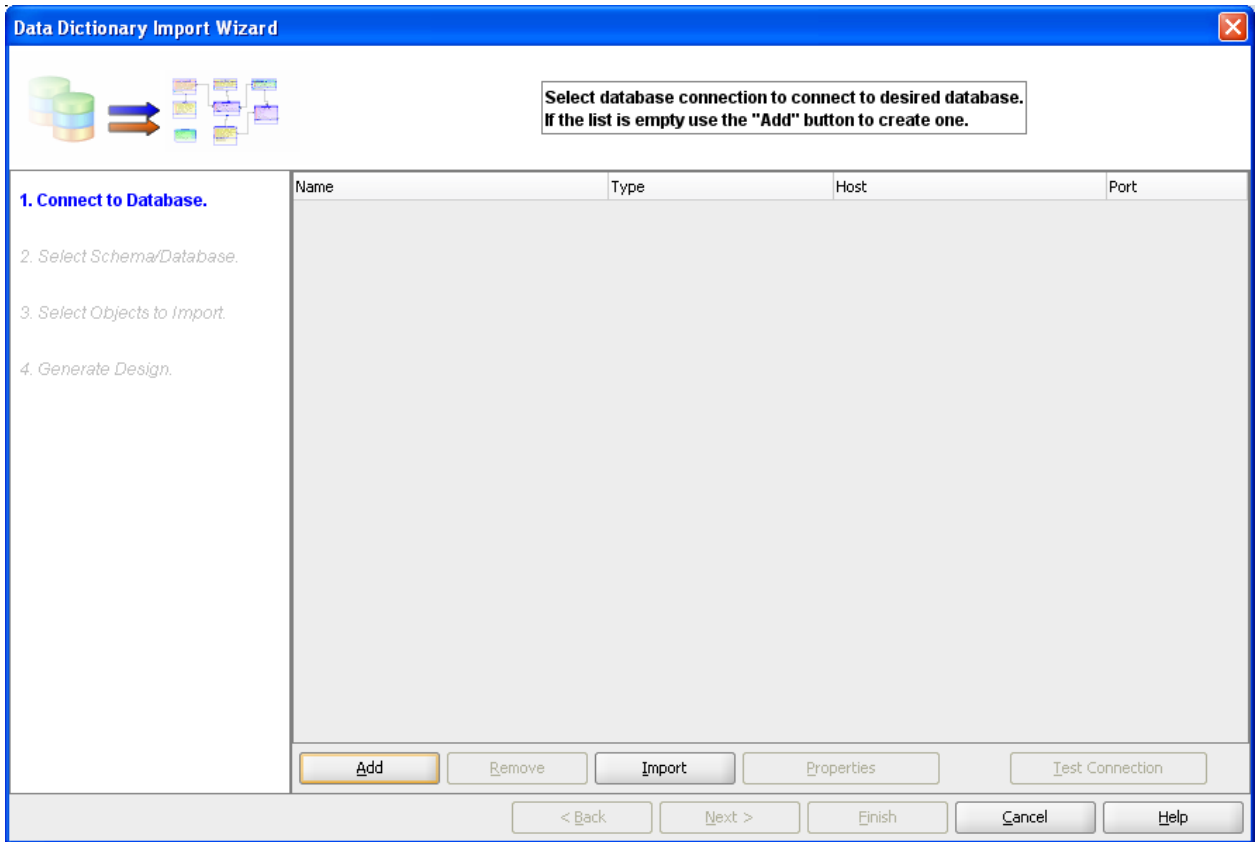 Data Dictionary Import Wizard
Select database connection to connect to desired database.
If the list is empty use the "Add" button to create one.
1. Connect to Database.
2. Select Schema/Database.
3. Select Objects to Import.
4. Generate Design.
Name Type Host Port
Add Remove Import Properties Test Connection
< Back Next > Finish Cancel Help